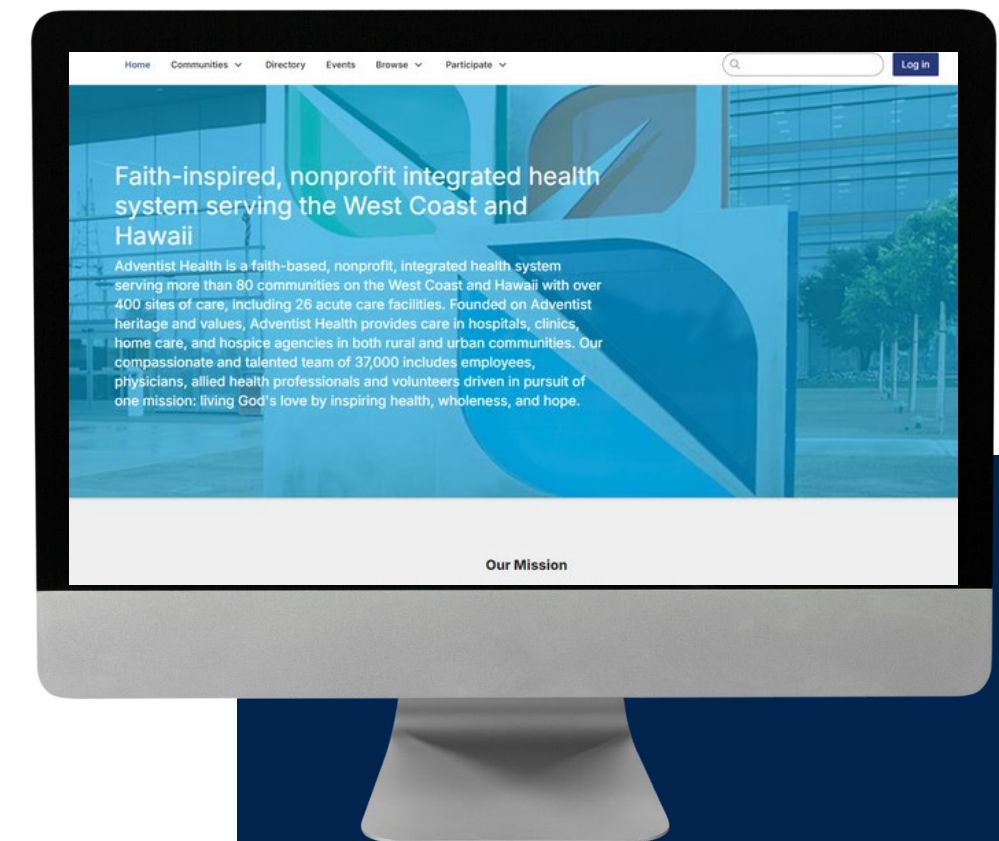 Home Communities Directory Events Browse Participate Log in
Faith-inspired, nonprofit integrated health
system serving the West Coast and
Hawaii
Adventist Health is a faith-based, nonprofit, integrated health system
serving more than 80 communities on the West Coast and Hawaii with over
400 sites of care, including 26 acute care facilities. Founded on Adventist
heritage and values, Adventist Health provides care in hospitals, clinics,
home care, and hospice agencies in both rural and urban communities. Our
compassionate and talented team of 37,000 includes employees,
physicians, allied health professionals and volunteers driven in pursuit of
one mission: living God's love by inspiring health, wholeness, and hope.
Our Mission